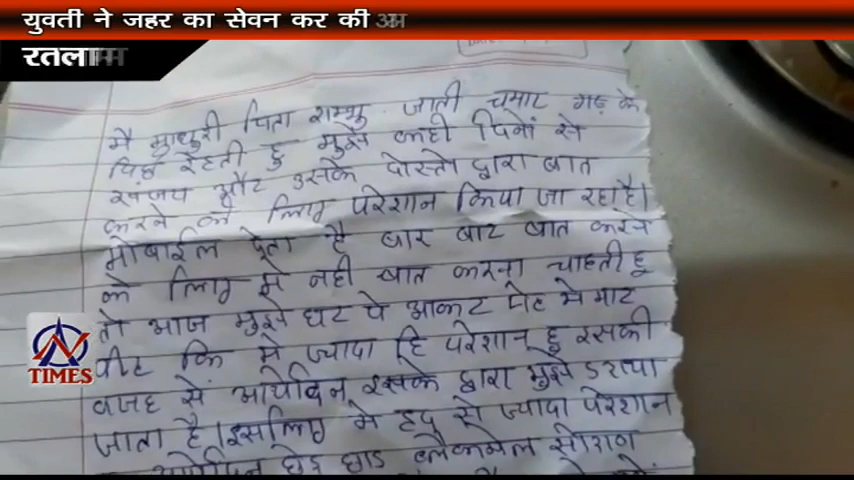 युवती ने जहर का सेवन कर की
रतलाम
मै माधुरी पिता शम्भु जाती चमार गढ़ के
पिछे रेहती हु मुझे कही दिनों से
संजय और उसके दोस्तो द्वारा बात
करने के लिए परेशान किया जा रहा है।
मोबाईल देता है बार बार बात करने
के लिए मे नही बात करना चाहती हू
तो आज मुझे घर पे आकर मेरे से मार
पीट कि मे ज्यादा हि परेशान हु इसकी
वजह से आयेदिन इसके द्वारा मुझे डराया
जाता है। इसलिए मे हद से ज्यादा परेशान
छेड़ छाड़ ब्लैकमेल
TIMES